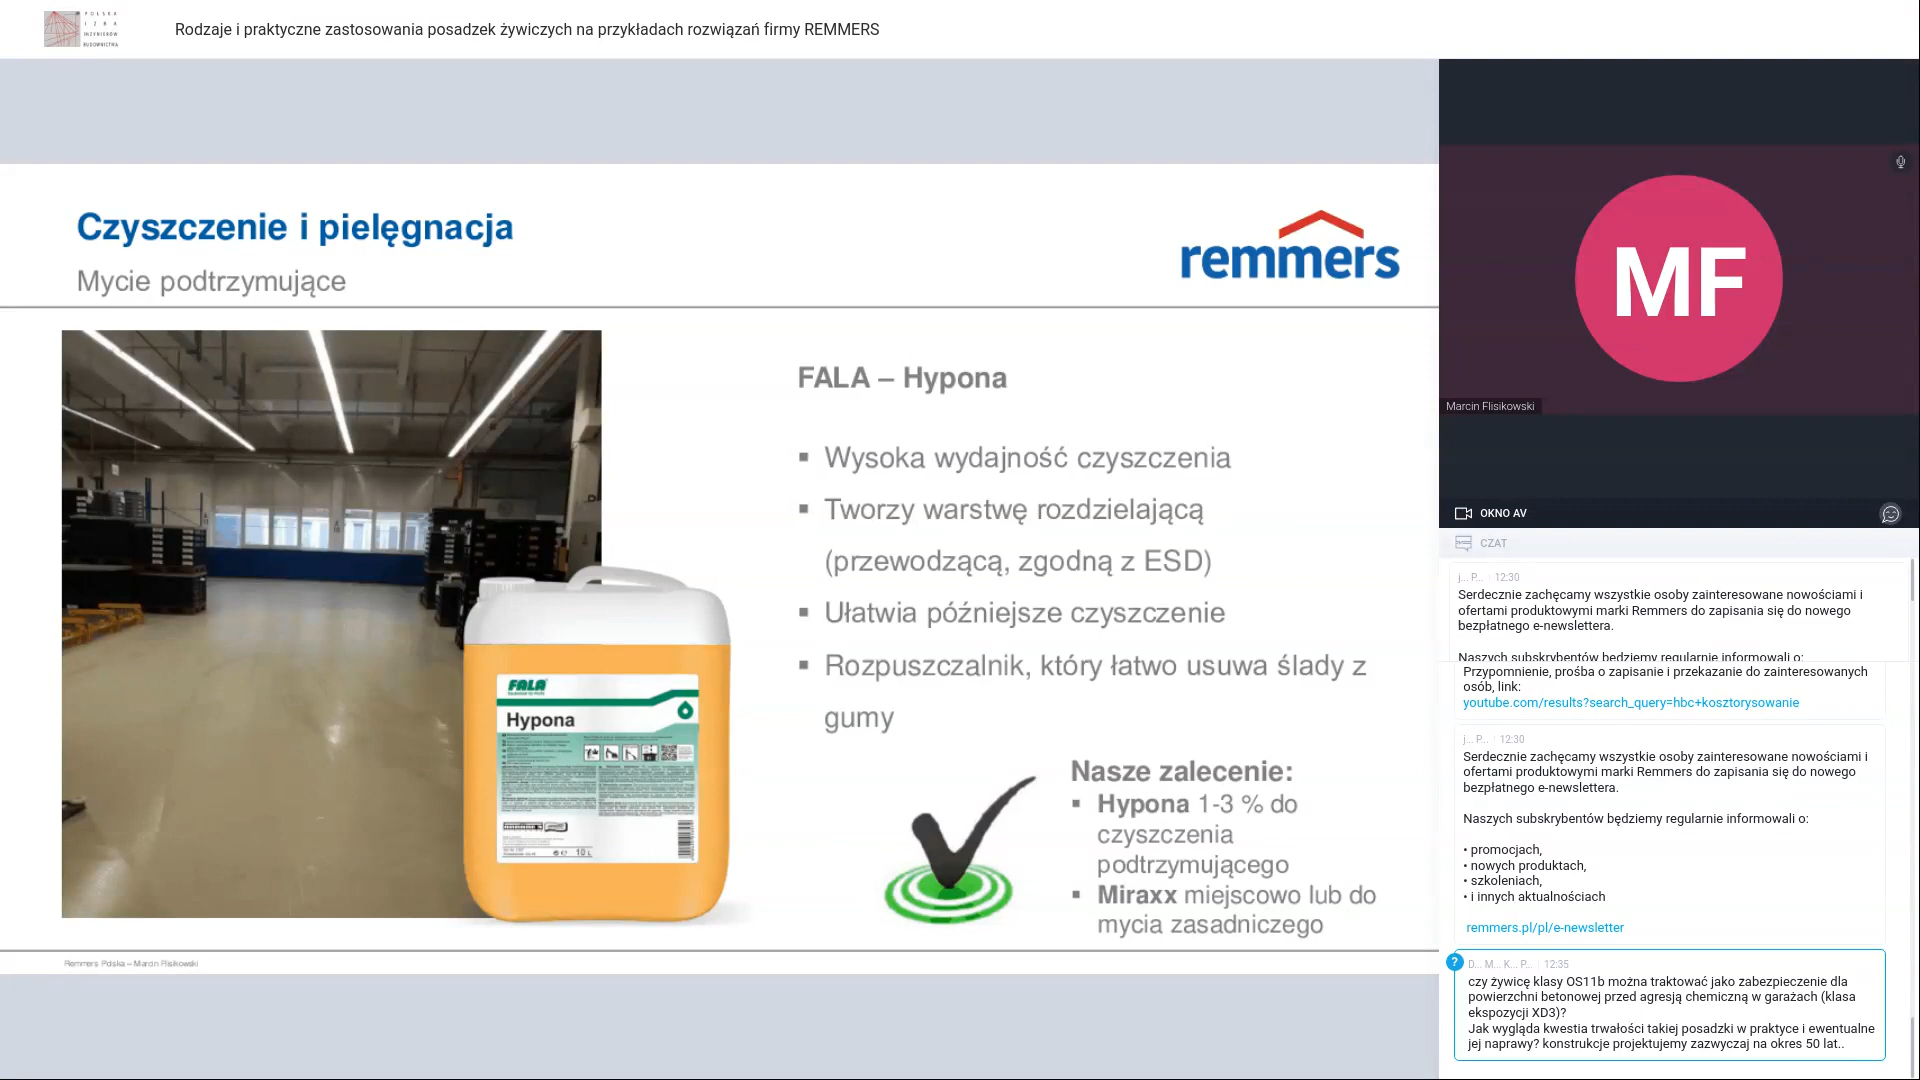 POLSKA
IZBA
INŻYNIERÓW
BUDOWNICTWA
Rodzaje i praktyczne zastosowania posadzek żywiczych na przykładach rozwiązań firmy REMMERS
Czyszczenie i pielęgnacja
Mycie podtrzymujące
remmers
FALA – Hypona
▪ Wysoka wydajność czyszczenia
▪ Tworzy warstwę rozdzielającą
(przewodzącą, zgodną z ESD)
▪ Ułatwia późniejsze czyszczenie
▪ Rozpuszczalnik, który łatwo usuwa ślady z
gumy
FALA
Hypona
10 L
Nasze zalecenie:
▪ Hypona 1-3 % do
czyszczenia
podtrzymującego
▪ Miraxx miejscowo lub do
mycia zasadniczego
Remmers Polska – Marcin Flisikowski
MF
Marcin Flisikowski
OKNO AV
CZAT
j... P... 12:30
Serdecznie zachęcamy wszystkie osoby zainteresowane nowościami i
ofertami produktowymi marki Remmers do zapisania się do nowego
bezpłatnego e-newslettera.
Naszych subskrybentów będziemy regularnie informowali o:
Przypomnienie, prośba o zapisanie i przekazanie do zainteresowanych
osób, link:
youtube.com/results?search_query=hbc+kosztorysowanie
j... P... 12:30
Serdecznie zachęcamy wszystkie osoby zainteresowane nowościami i
ofertami produktowymi marki Remmers do zapisania się do nowego
bezpłatnego e-newslettera.
Naszych subskrybentów będziemy regularnie informowali o:
• promocjach,
• nowych produktach,
• szkoleniach,
• i innych aktualnościach
remmers.pl/pl/e-newsletter
?
D... M... K... P... 12:35
czy żywicę klasy OS11b można traktować jako zabezpieczenie dla
powierzchni betonowej przed agresją chemiczną w garażach (klasa
ekspozycji XD3)?
Jak wygląda kwestia trwałości takiej posadzki w praktyce i ewentualne
jej naprawy? konstrukcje projektujemy zazwyczaj na okres 50 lat..